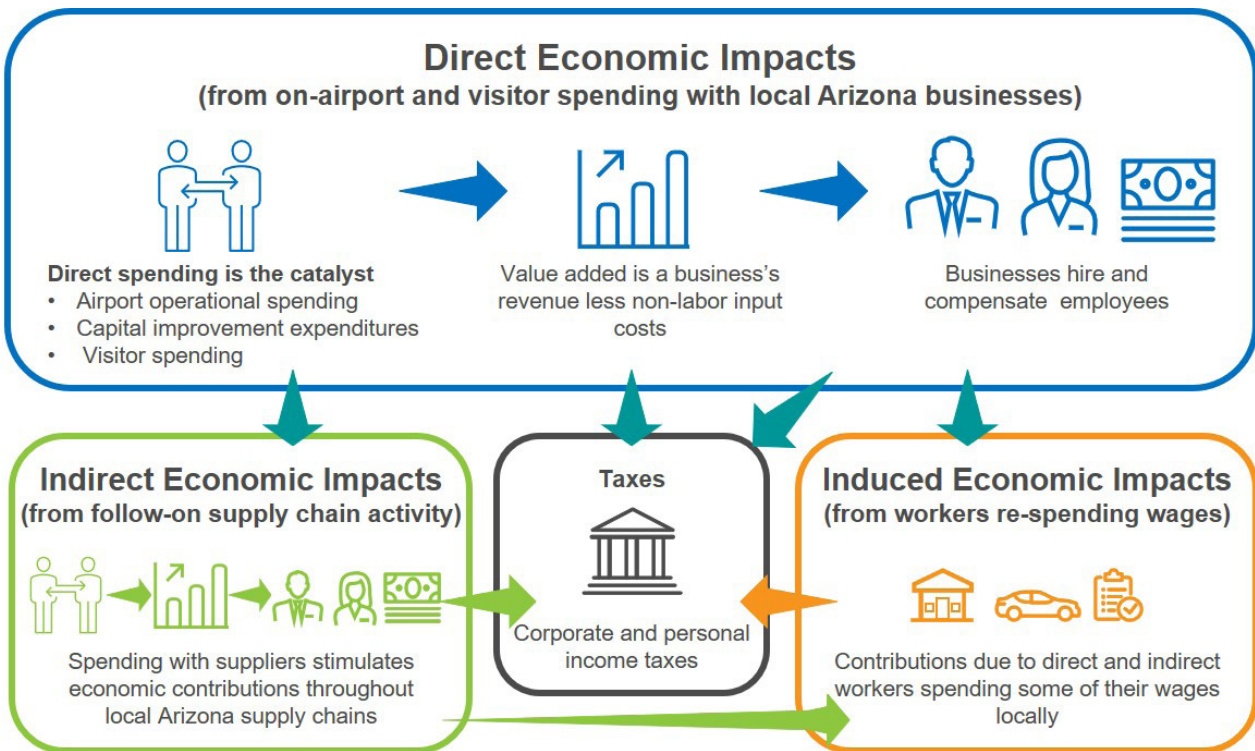 Direct Economic Impacts
(from on-airport and visitor spending with local Arizona businesses)
Direct spending is the catalyst
• Airport operational spending
• Capital improvement expenditures
• Visitor spending
Value added is a business’s
revenue less non-labor input
costs
Businesses hire and
compensate employees
Indirect Economic Impacts
(from follow-on supply chain activity)
Spending with suppliers stimulates
economic contributions throughout
local Arizona supply chains
Taxes
Corporate and personal
income taxes
Induced Economic Impacts
(from workers re-spending wages)
Contributions due to direct and indirect
workers spending some of their wages
locally